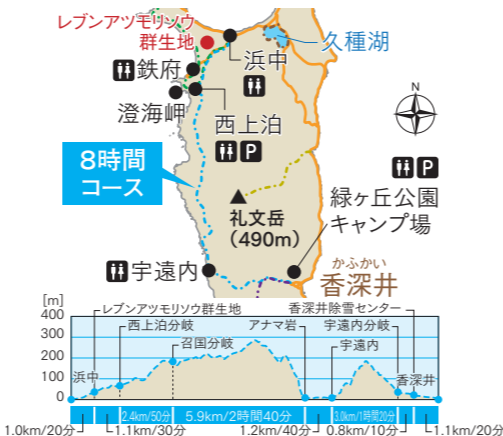 レブンアツモリソウ
群生地
久種湖
浜中
鉄府
澄海岬
西上泊
P
N
8時間
コース
P
礼文岳
(490m)
緑ヶ丘公園
キャンプ場
かふかい
香深井
宇遠内
[m]
レブンアツモリソウ群生地
香深井除雪センター
400
西上泊分岐
アナマ岩
宇遠内分岐
300
召国分岐
宇遠内
200
100
浜中
香深井
0
2.4km/50分
5.9km/2時間40分
3.0km/1時間20分
1.0km/20分
1.1km/30分
1.2km/40分
0.8km/10分
1.1km/20分